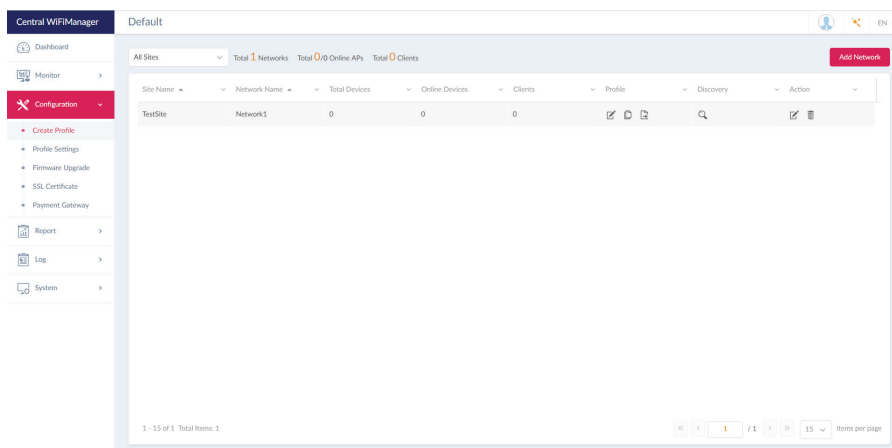 Central WiFiManager
Default
EN
Dashboard
Monitor
Configuration
Create Profile
Profile Settings
Firmware Upgrade
SSL Certificate
Payment Gateway
Report
Log
System
All Sites
Total 1 Networks Total 0/0 Online APs Total 0 Clients
Add Network
Site Name Network Name Total Devices Online Devices Clients Profile Discovery Action
TestSite Network1 0 0 0
1 - 15 of 1 Total Items: 1
1 / 1 15 items per page